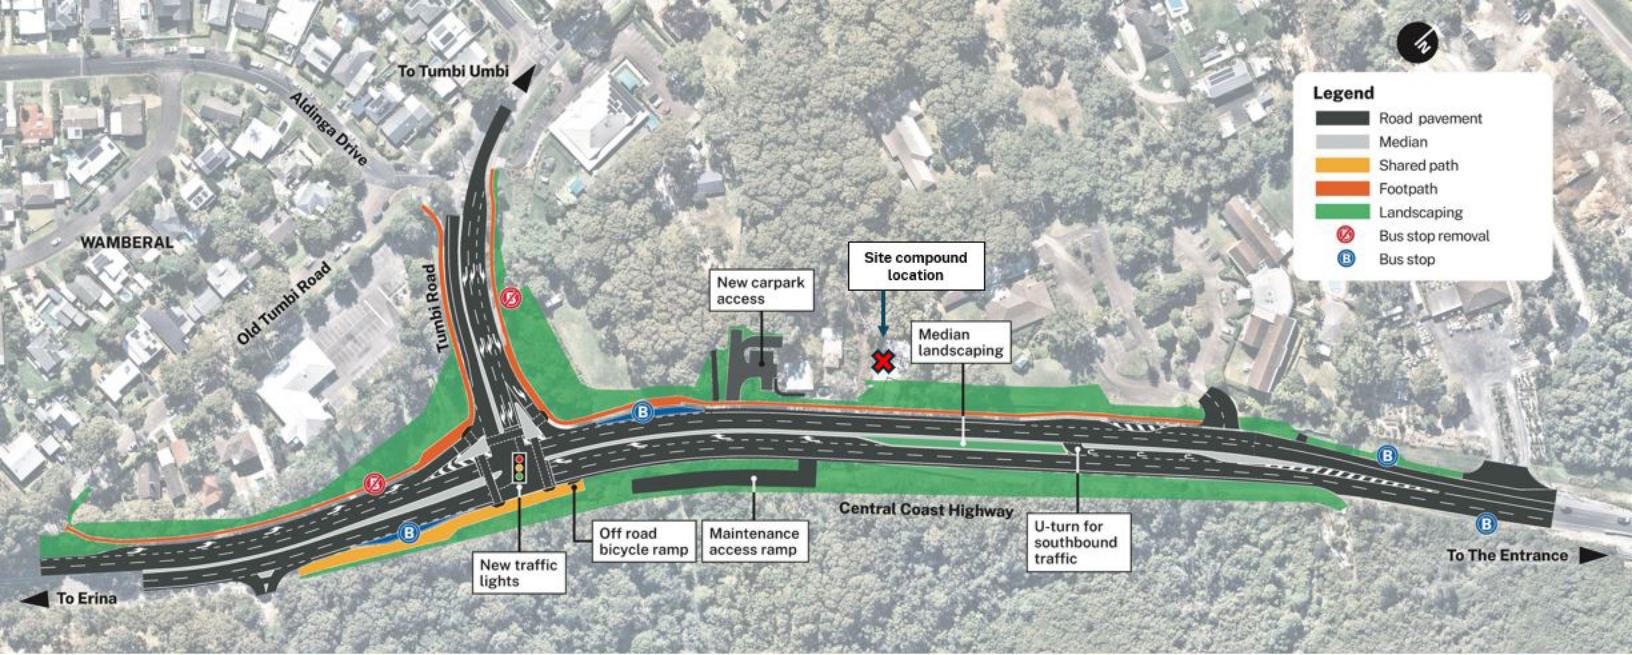 To Tumbi Umbi
Aldinga Drive
WAMBERAL
Old Tumbi Road
Tumbi Road
N
Legend
Road pavement
Median
Shared path
Footpath
Landscaping
B
Bus stop removal
B
Bus stop
Site compound
location
New carpark
access
Median
landscaping
B
B
B
B
B
B
Central Coast Highway
New traffic
lights
Off road
bicycle ramp
Maintenance
access ramp
U-turn for
southbound
traffic
To The Entrance
To Erina